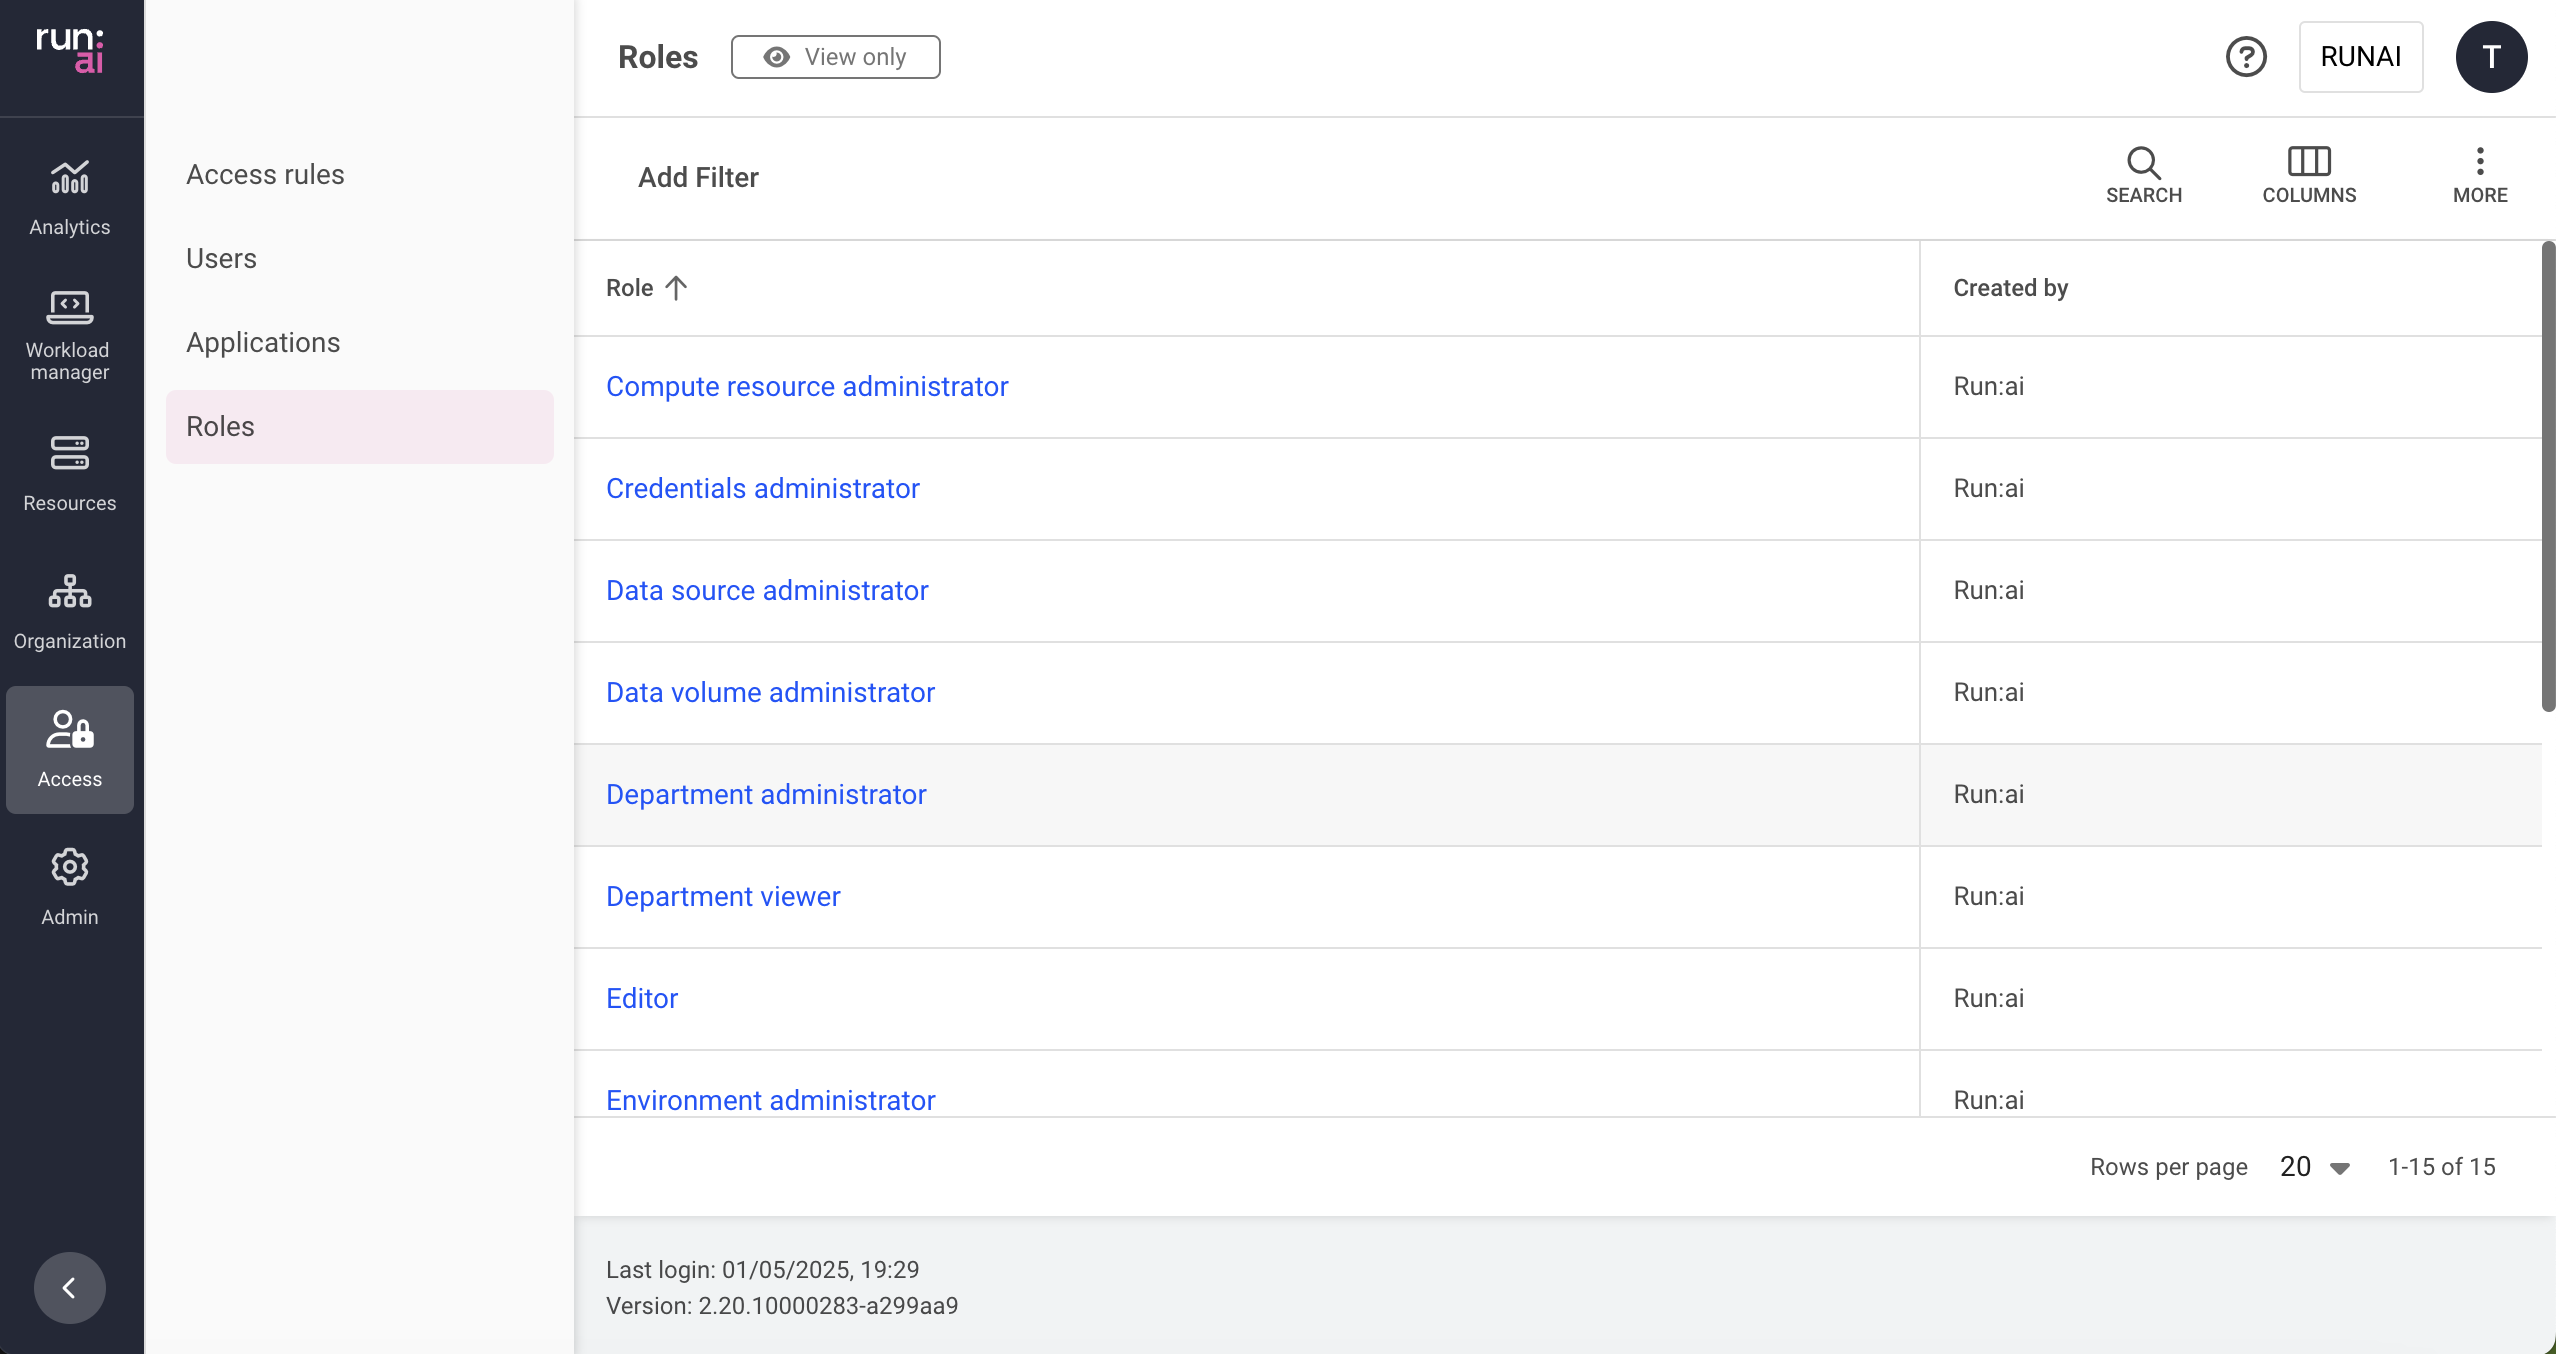 run:
ai
Analytics
Workload
manager
Resources
Organization
Access
Admin
Access rules
Users
Applications
Roles
Roles
View only
?
RUNAI
T
Add Filter
SEARCH
COLUMNS
MORE
Role
Created by
Compute resource administrator
Run:ai
Credentials administrator
Run:ai
Data source administrator
Run:ai
Data volume administrator
Run:ai
Department administrator
Run:ai
Department viewer
Run:ai
Editor
Run:ai
Environment administrator
Run:ai
Rows per page 20 1-15 of 15
Last login: 01/05/2025, 19:29
Version: 2.20.10000283-a299aa9